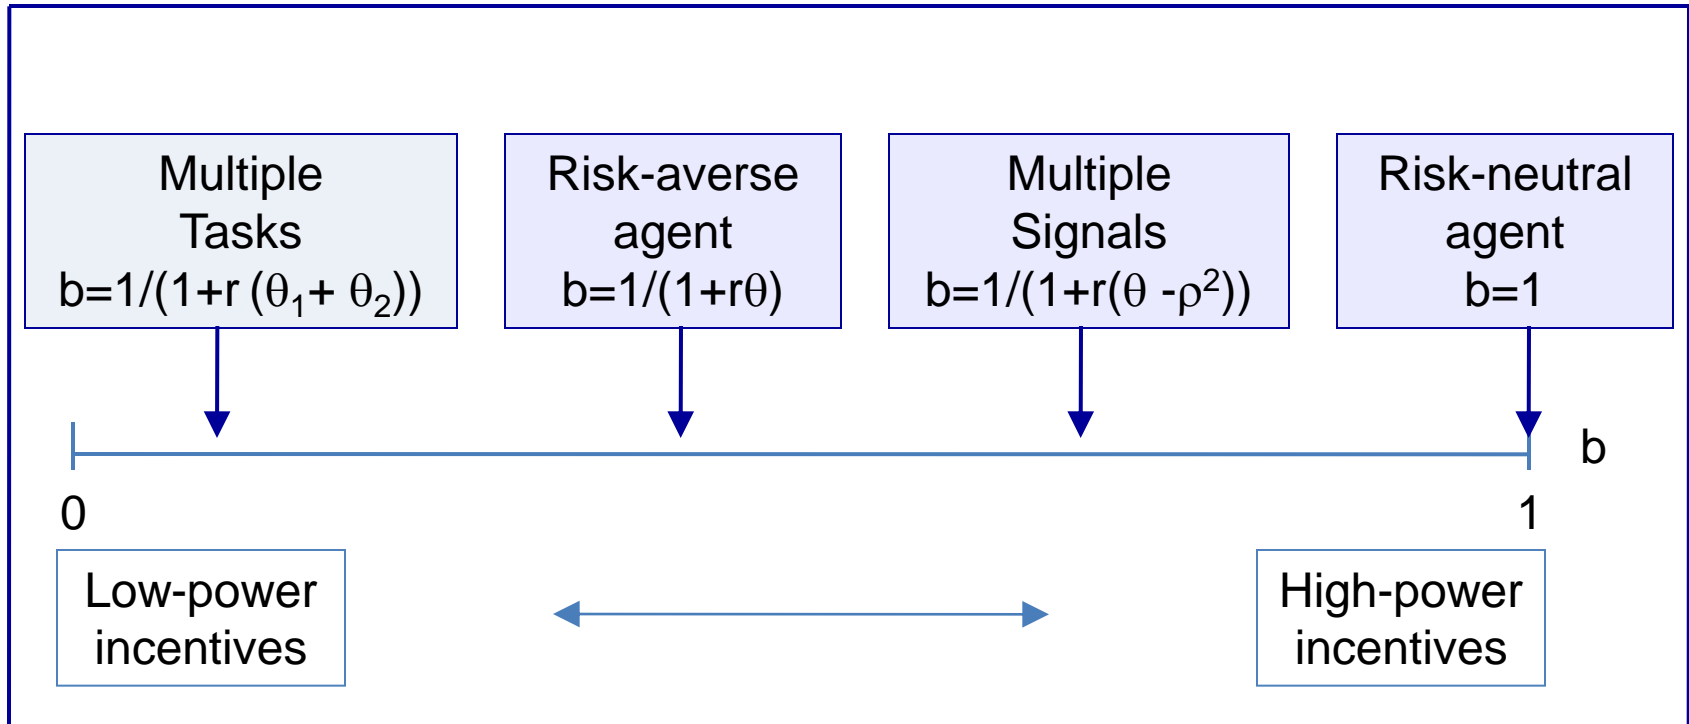 Multiple
Tasks
b=1/(1+r (θ₁+ θ₂))
Risk-averse
agent
b=1/(1+rθ)
Multiple
Signals
b=1/(1+r(θ -ρ²))
Risk-neutral
agent
b=1
b
0
1
Low-power
incentives
High-power
incentives